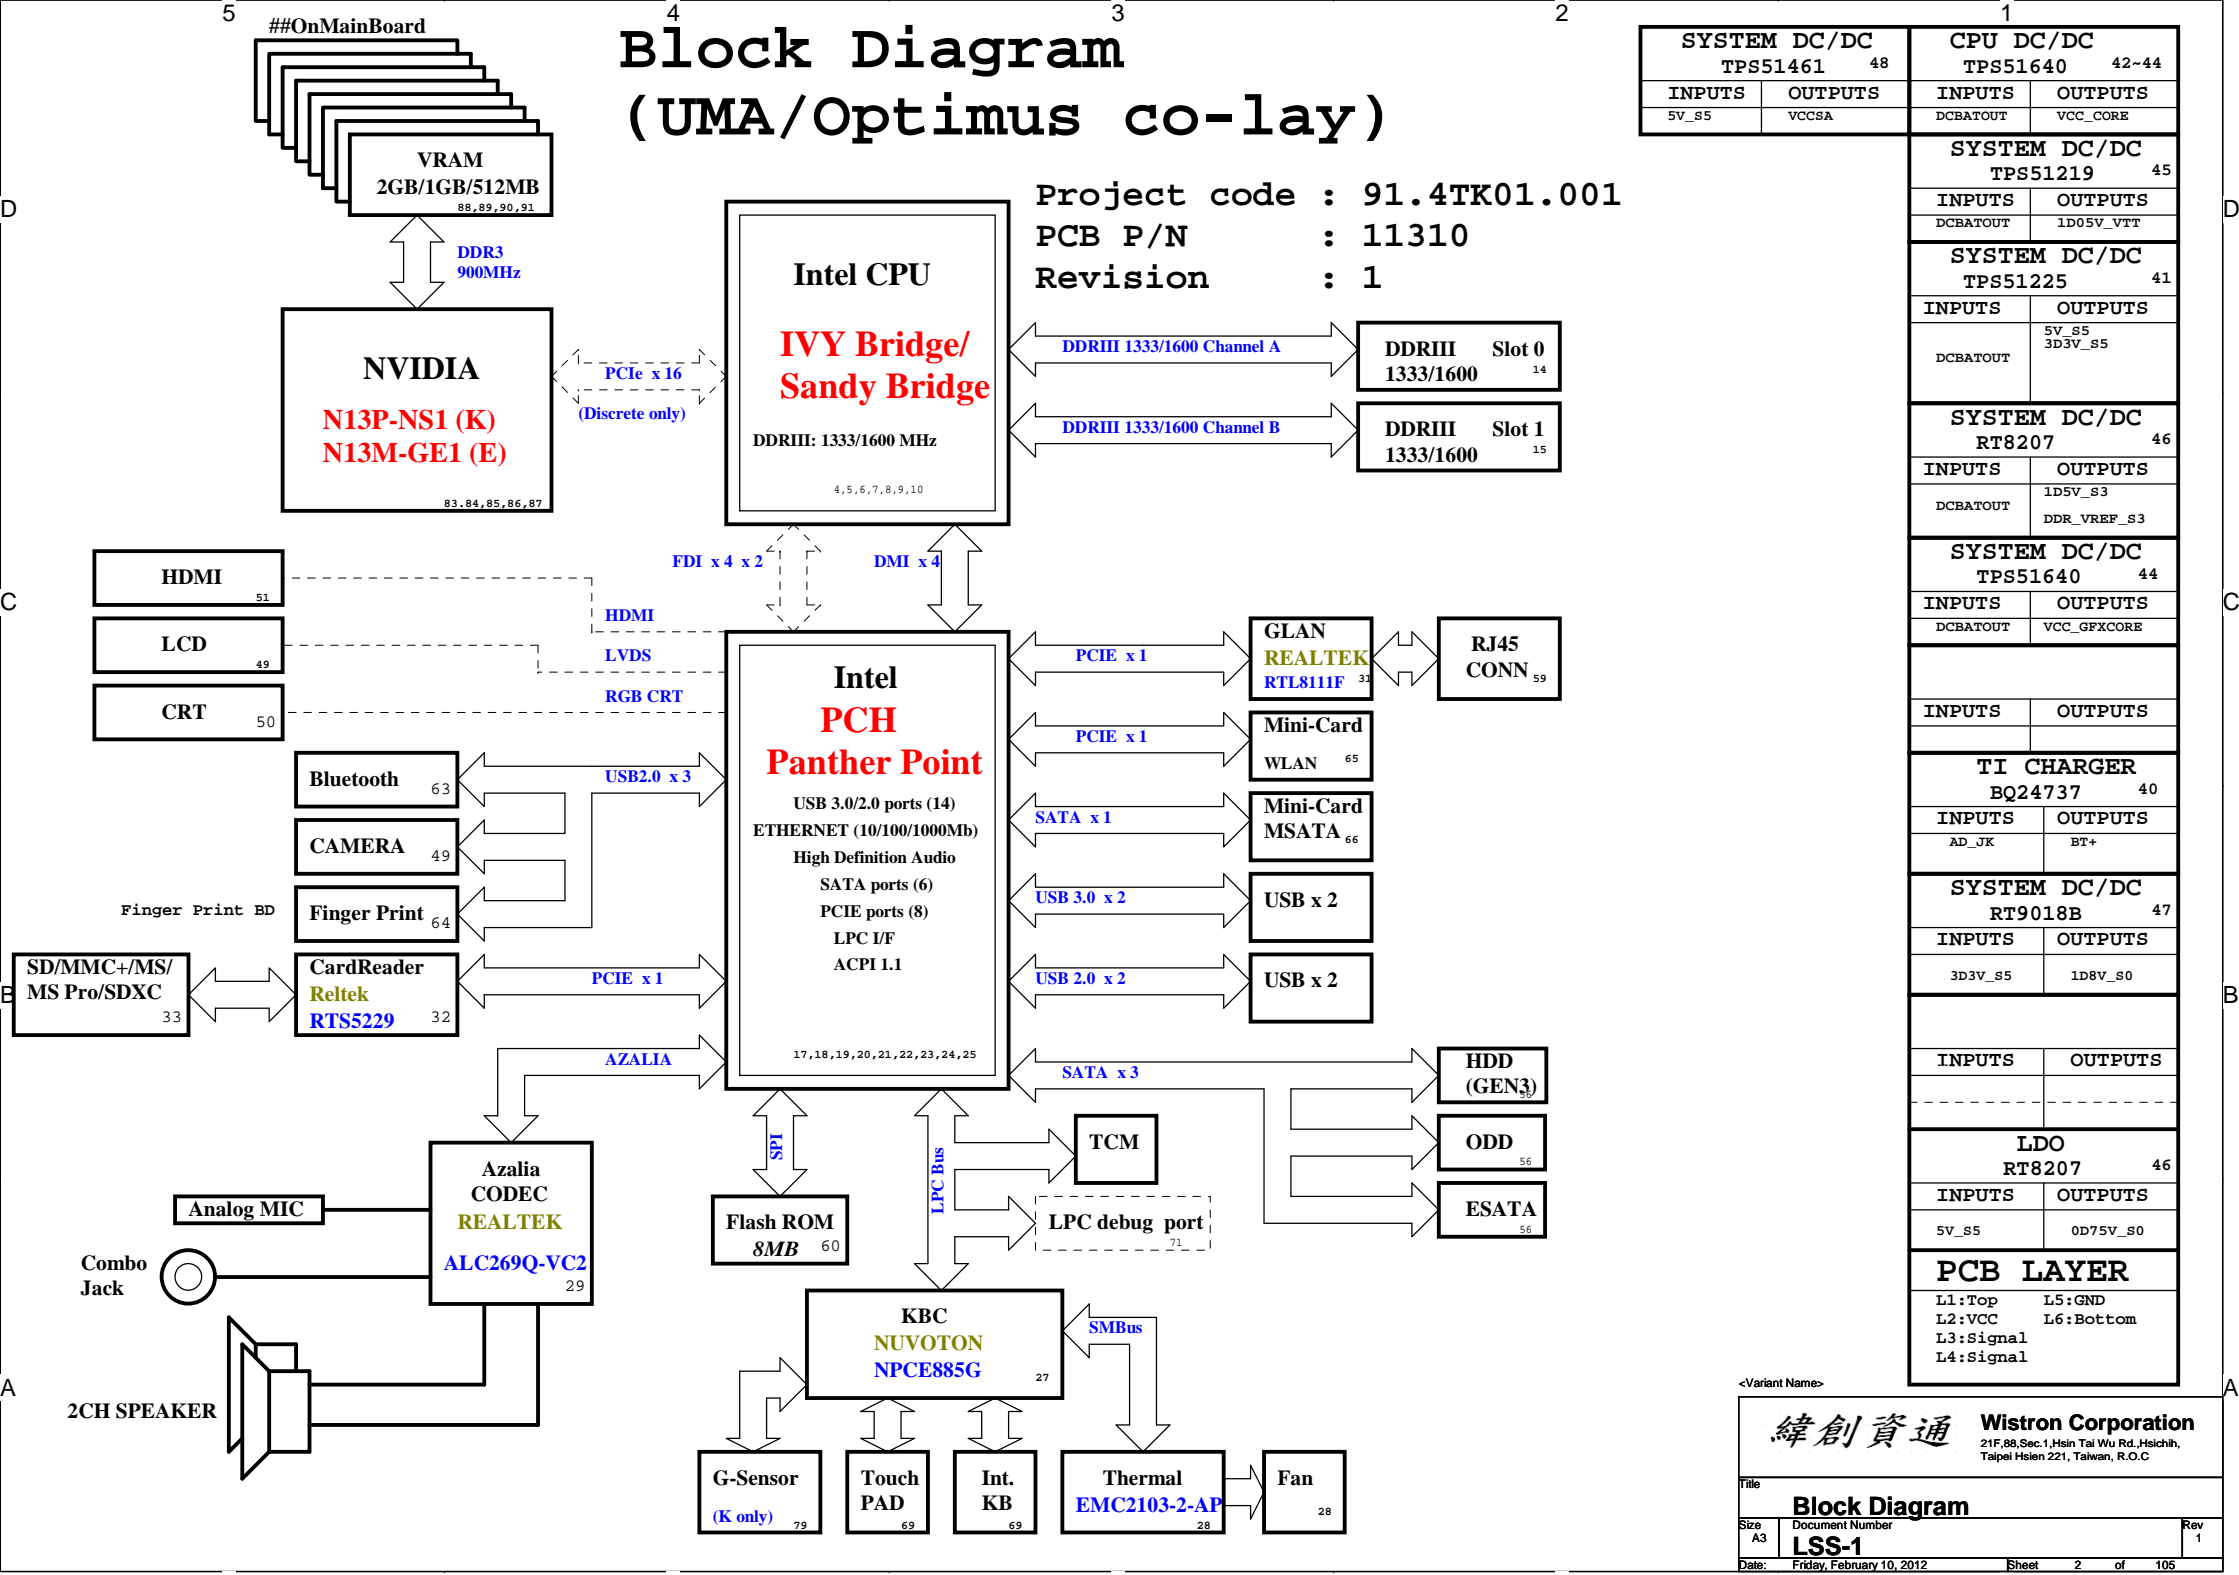 5 4 3 2 1
##OnMainBoard
Block Diagram
(UMA/Optimus co-lay)
Project code : 91.4TK01.001
PCB P/N : 11310
Revision : 1
D
D
C
C
B
B
A
A
VRAM
2GB/1GB/512MB
88,89,90,91
DDR3
900MHz
NVIDIA
N13P-NS1 (K)
N13M-GE1 (E)
83.84,85,86,87
PCIe x 16
(Discrete only)
Intel CPU
IVY Bridge/
Sandy Bridge
DDRIII: 1333/1600 MHz
4,5,6,7,8,9,10
DDRIII 1333/1600 Channel A
DDRIII Slot 0
1333/1600 14
DDRIII 1333/1600 Channel B
DDRIII Slot 1
1333/1600 15
FDI x 4 x 2
DMI x 4
HDMI
51
LCD
49
CRT
50
HDMI
LVDS
RGB CRT
Bluetooth
63
CAMERA
49
Finger Print BD
Finger Print
64
USB2.0 x 3
SD/MMC+/MS/
MS Pro/SDXC
33
CardReader
Reltek
RTS5229 32
PCIE x 1
AZALIA
Intel
PCH
Panther Point
USB 3.0/2.0 ports (14)
ETHERNET (10/100/1000Mb)
High Definition Audio
SATA ports (6)
PCIE ports (8)
LPC I/F
ACPI 1.1
17,18,19,20,21,22,23,24,25
PCIE x 1
GLAN
REALTEK
RTL8111F 31
RJ45
CONN 59
PCIE x 1
Mini-Card
WLAN 65
SATA x 1
Mini-Card
MSATA 66
USB 3.0 x 2
USB x 2
USB 2.0 x 2
USB x 2
SATA x 3
HDD
(GEN3)
56
ODD
56
ESATA
56
SPI
LPC Bus
TCM
LPC debug port
71
Flash ROM
8MB 60
Azalia
CODEC
REALTEK
ALC269Q-VC2
29
Analog MIC
Combo
Jack
2CH SPEAKER
KBC
NUVOTON
NPCE885G
27
SMBus
G-Sensor
(K only)
79
Touch
PAD
69
Int.
KB
69
Thermal
EMC2103-2-AP
28
Fan
28
SYSTEM DC/DC
TPS51461 48
INPUTS OUTPUTS
5V_S5 VCCSA
CPU DC/DC
TPS51640 42~44
INPUTS OUTPUTS
DCBATOUT VCC_CORE
SYSTEM DC/DC
TPS51219 45
INPUTS OUTPUTS
DCBATOUT 1D05V_VTT
SYSTEM DC/DC
TPS51225 41
INPUTS OUTPUTS
5V_S5
3D3V_S5
DCBATOUT
SYSTEM DC/DC
RT8207 46
INPUTS OUTPUTS
1D5V_S3
DCBATOUT
DDR_VREF_S3
SYSTEM DC/DC
TPS51640 44
INPUTS OUTPUTS
DCBATOUT VCC_GFXCORE
INPUTS OUTPUTS
TI CHARGER
BQ24737 40
INPUTS OUTPUTS
AD_JK BT+
SYSTEM DC/DC
RT9018B 47
INPUTS OUTPUTS
3D3V_S5 1D8V_S0
INPUTS OUTPUTS
LDO
RT8207 46
INPUTS OUTPUTS
5V_S5 0D75V_S0
PCB LAYER
L1:Top L5:GND
L2:VCC L6:Bottom
L3:Signal
L4:Signal
<Variant Name>
緯創資通
Wistron Corporation
21F,88,Sec.1,Hsin Tai Wu Rd.,Hsichih,
Taipei Hsien 221, Taiwan, R.O.C
Title
Block Diagram
Size
A3
Document Number
LSS-1
Rev
1
Date: Friday, February 10, 2012 Sheet 2 of 105